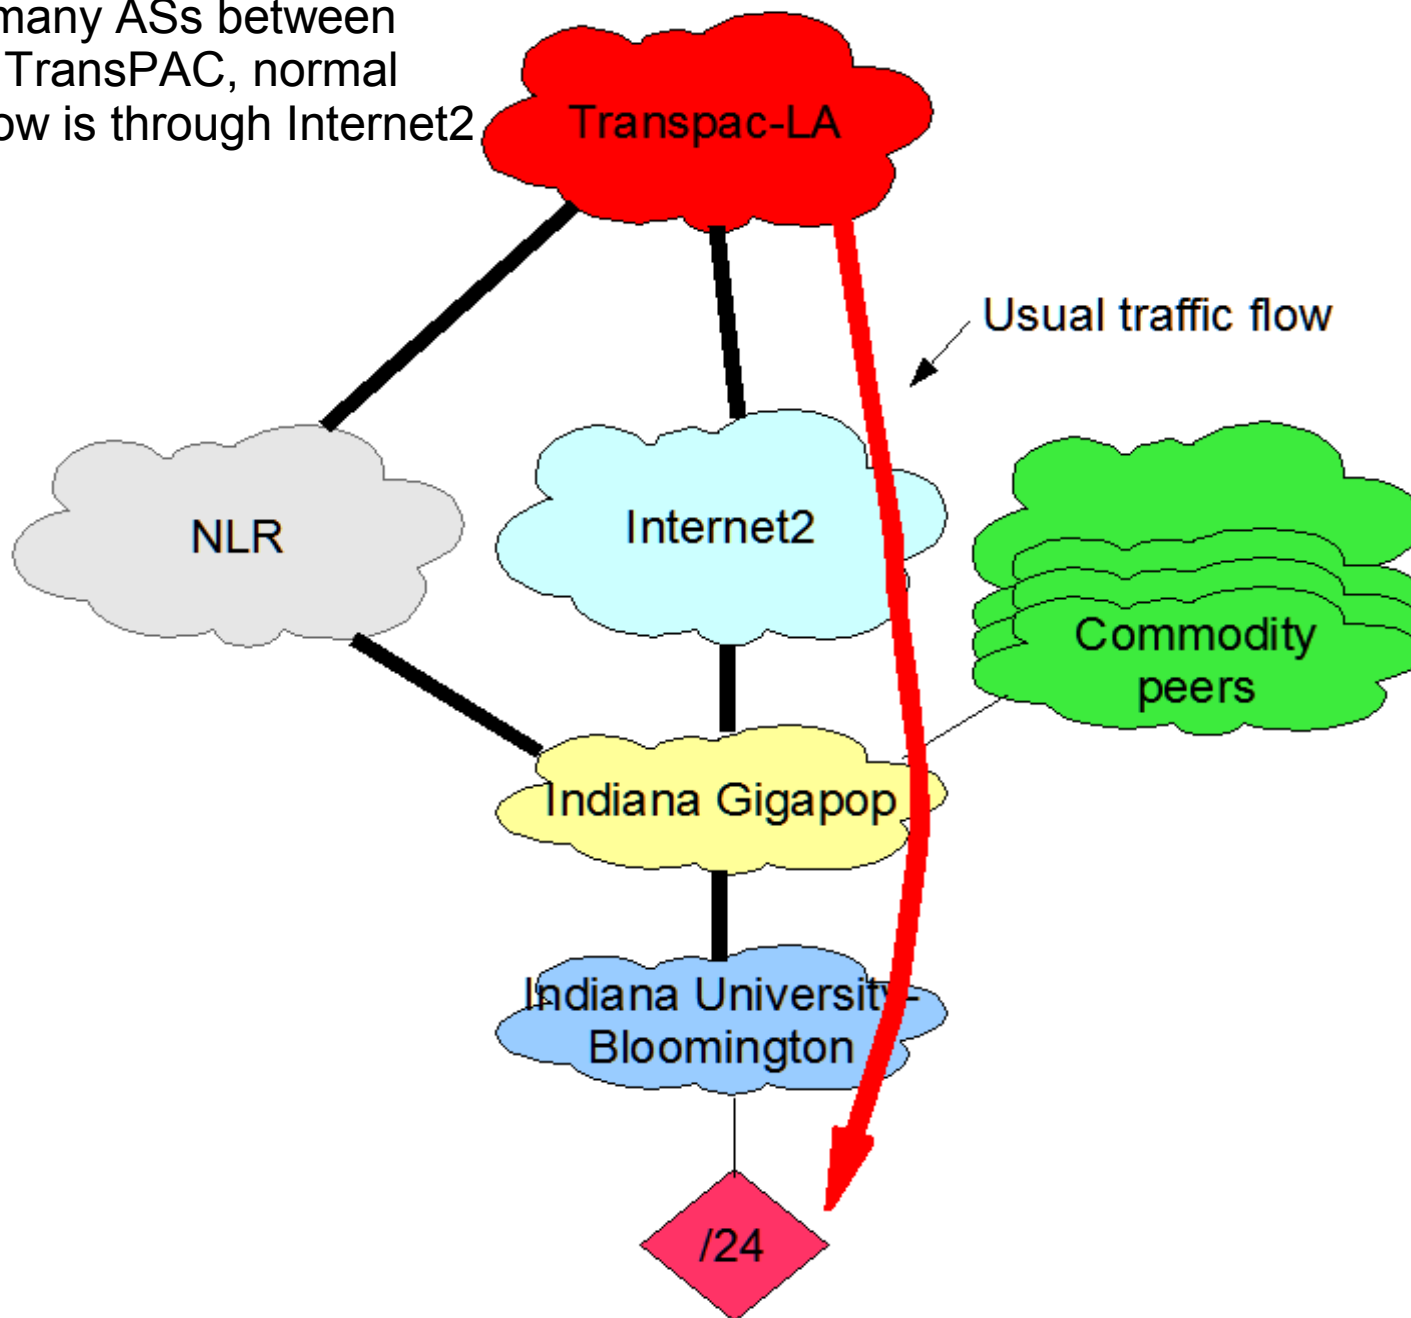 many ASs between
TransPAC, normal
ow is through Internet2
Transpac-LA
Usual traffic flow
NLR
Internet2
Commodity
peers
Indiana Gigapop
Indiana University-
Bloomington
/24